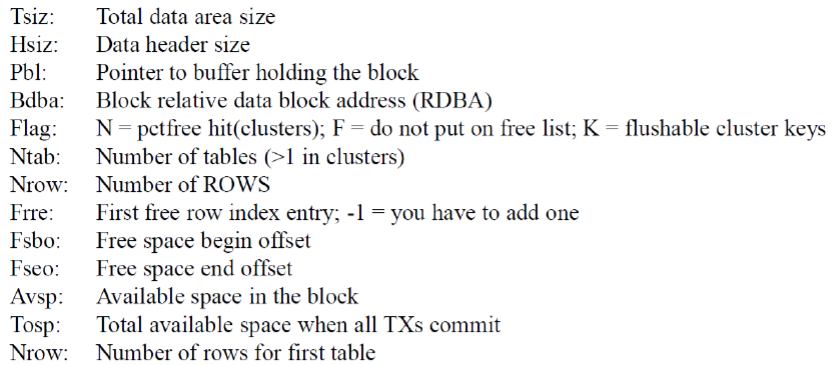 Tsiz: Total data area size
Hsiz: Data header size
Pbl: Pointer to buffer holding the block
Bdba: Block relative data block address (RDBA)
Flag: N = pctfree hit(clusters); F = do not put on free list; K = flushable cluster keys
Ntab: Number of tables (>1 in clusters)
Nrow: Number of ROWS
Frre: First free row index entry; -1 = you have to add one
Fsbo: Free space begin offset
Fseo: Free space end offset
Avsp: Available space in the block
Tosp: Total available space when all TXs commit
Nrow: Number of rows for first table